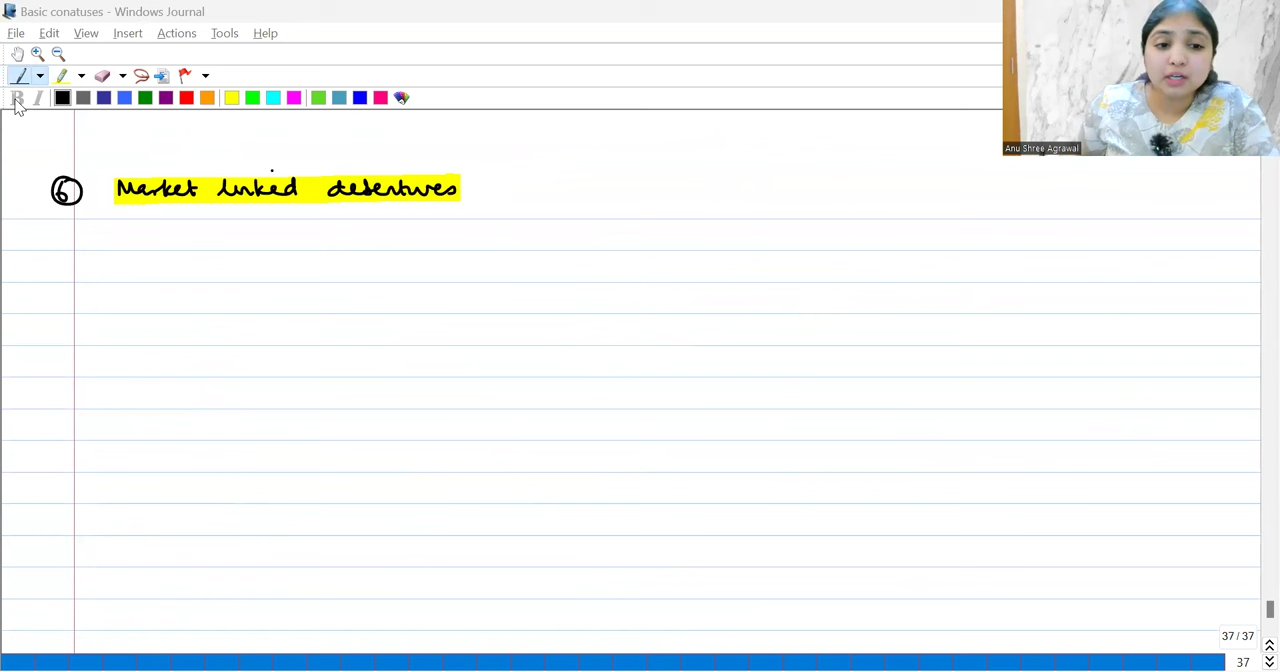 Basic conatuses - Windows Journal
File Edit View Insert Actions Tools Help
B I
Anu Shree Agrawal
6 Market linked debentures
37 / 37
37